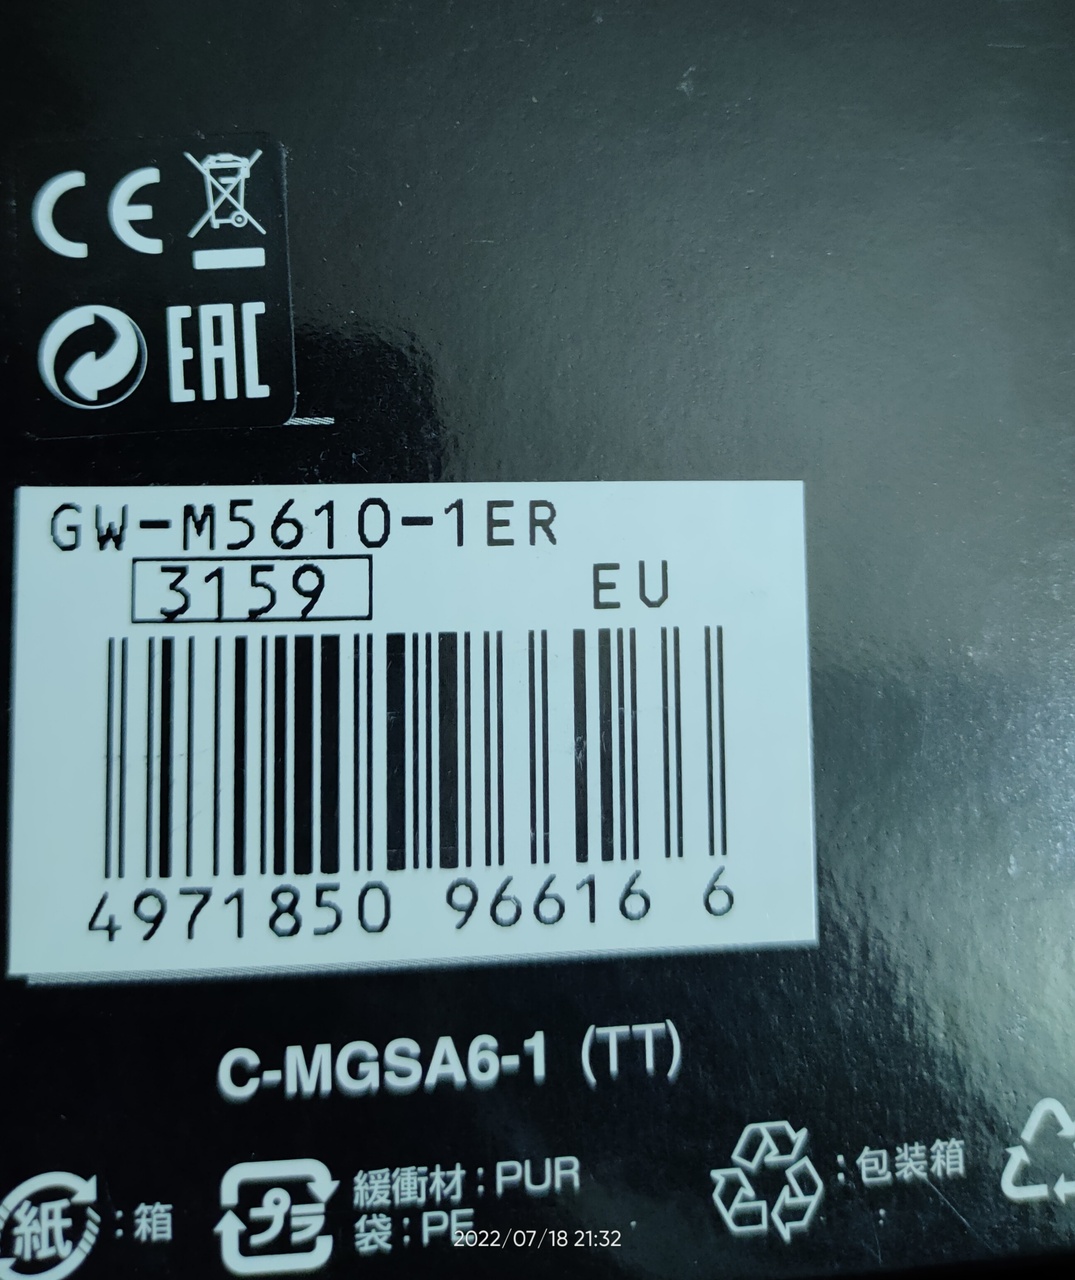 CE
EAC
GW-M5610-1ER
3159
EU
4971850 96616 6
C-MGSA6-1 (TT)
紙 : 箱
プラ 緩衝材 : PUR
袋 : PE
: 包装箱
2022/07/18 21:32